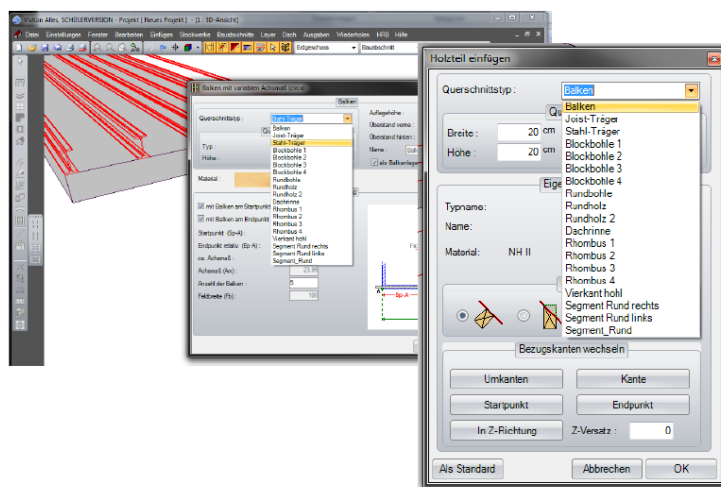 ViKon Alles, SCHÜLERVERSION - Projekt [ Neues Projekt ] - [1 : 3D-Ansicht]
Datei Einstellungen Fenster Bearbeiten Einfügen Stockwerke Bauabschnitte Layer Dach Ausgaben Wiederholen HRB Hilfe
Erdgeschoss Bauabschnitt
Balken mit variablen Achsmaß
Balken
Querschnittstyp : Stahl-Träger
Balken
Joist-Träger
Stahl-Träger
Blockbohle 1
Blockbohle 2
Blockbohle 3
Blockbohle 4
Rundbohle
Rundholz
Rundholz 2
Dachrinne
Rhombus 1
Rhombus 2
Rhombus 3
Rhombus 4
Vierkant hohl
Segment Rund rechts
Segment Rund links
Segment_Rund
Typ :
Höhe :
Material :
Auflagehöhe :
Überstand vorne :
Überstand hinten :
Name : Balk
als Balkenlage
mit Balken am Startpunkt
mit Balken am Endpunkt
Startpunkt (Sp-A) :
Endpunkt relativ (Ep-A) :
ca. Achsmaß :
Achsmaß (Am) : 23.95
Anzahl der Balken : 5
Feldbreite (Fb) : 100
A Sp-A
Holzteil einfügen
Querschnittstyp : Balken
Balken
Joist-Träger
Stahl-Träger
Blockbohle 1
Blockbohle 2
Blockbohle 3
Blockbohle 4
Rundbohle
Rundholz
Rundholz 2
Dachrinne
Rhombus 1
Rhombus 2
Rhombus 3
Rhombus 4
Vierkant hohl
Segment Rund rechts
Segment Rund links
Segment_Rund
Qu
Breite : 20 cm
Höhe : 20 cm
Eige
Typname :
Name:
Material: NH II
Bezugskanten wechseln
Umkanten Kante
Startpunkt Endpunkt
In Z-Richtung Z-Versatz : 0
Als Standard Abbrechen OK